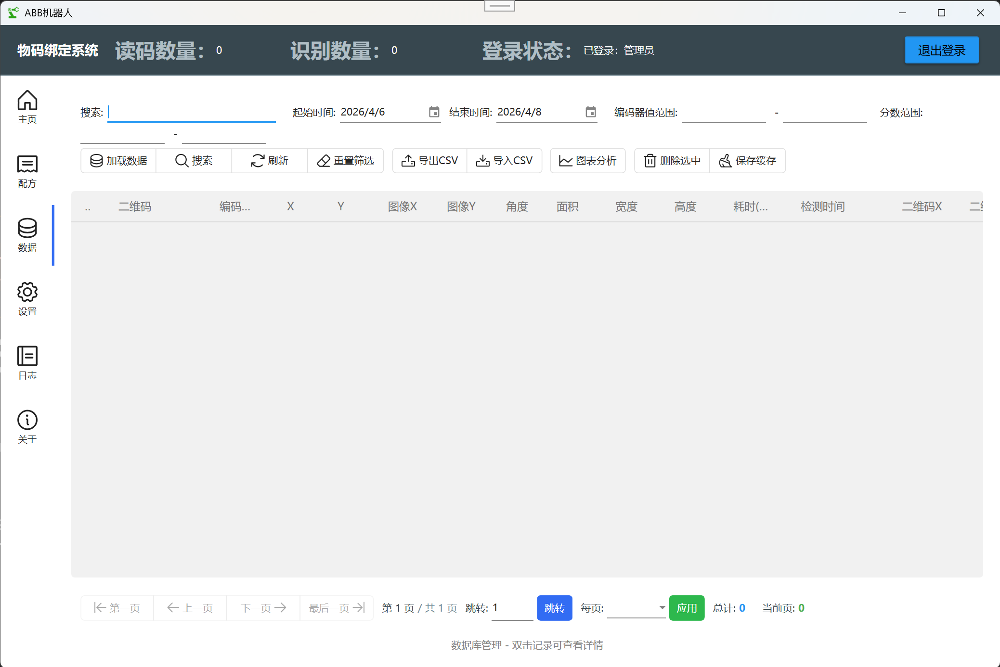 ABB机器人
物码绑定系统 读码数量： 0 识别数量： 0 登录状态： 已登录：管理员 退出登录
主页
配方
数据
设置
日志
关于
搜索: 起始时间: 2026/4/6 结束时间: 2026/4/8 编码器值范围: - 分数范围:
-
加载数据 搜索 刷新 重置筛选 导出CSV 导入CSV 图表分析 删除选中 保存缓存
.. 二维码 编码... X Y 图像X 图像Y 角度 面积 宽度 高度 耗时(... 检测时间 二维码X 二
第一页 上一页 下一页 最后一页 第 1 页 / 共 1 页 跳转: 1 跳转 每页: 应用 总计: 0 当前页: 0
数据库管理 - 双击记录可查看详情